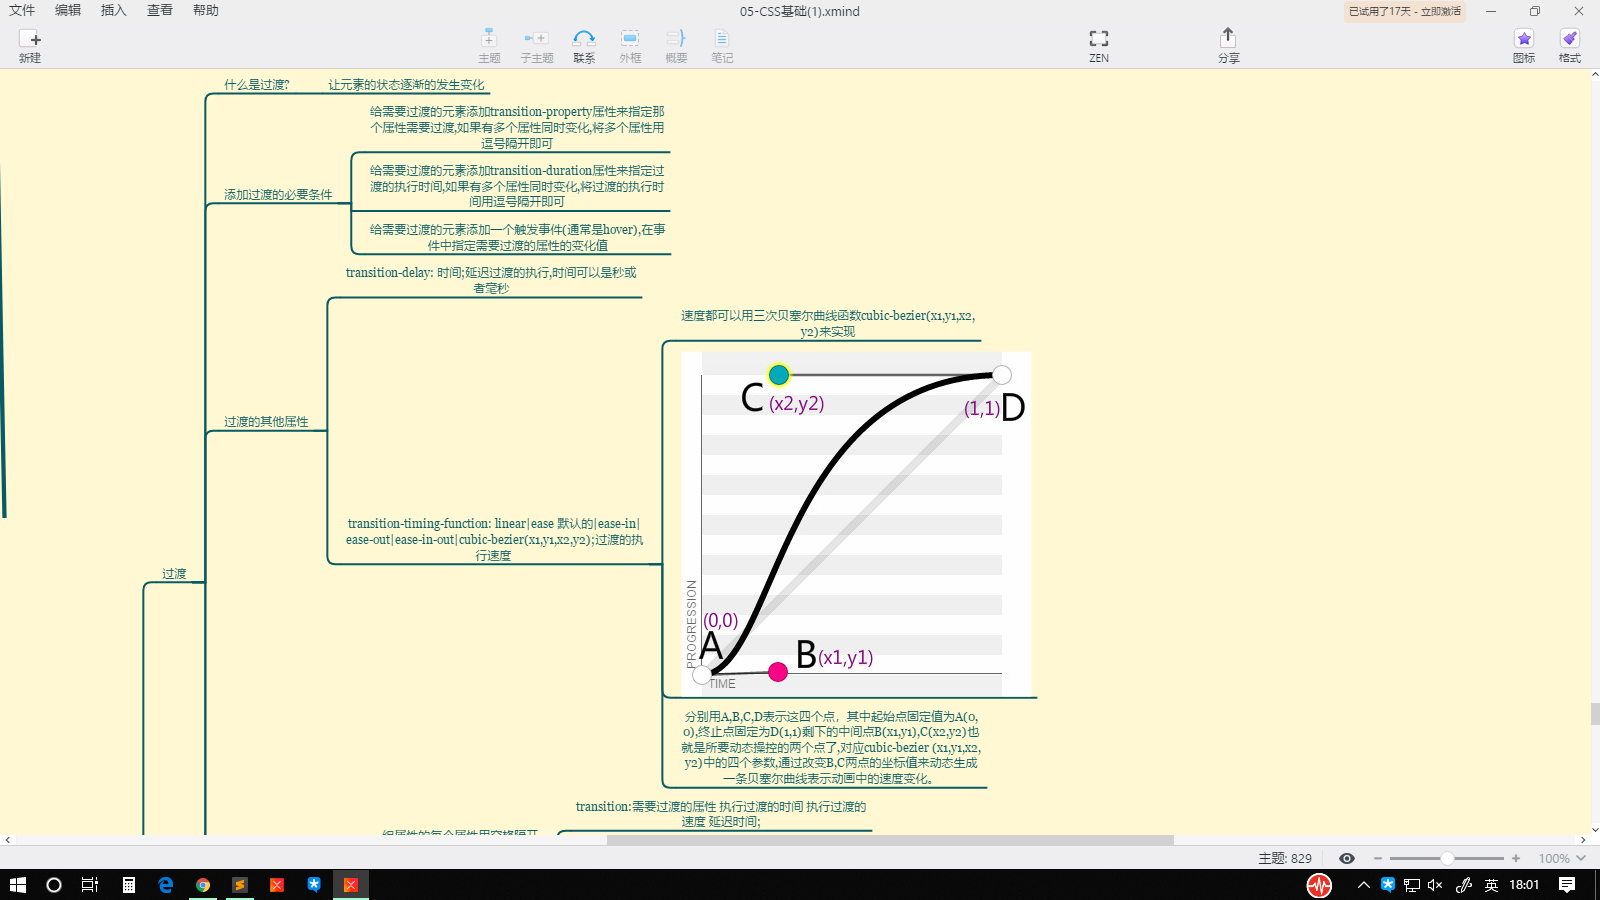 文件 编辑 插入 查看 帮助
05-CSS基础(1).xmind
已试用了17天 - 立即激活
新建
主题
子主题
联系
外框
概要
笔记
ZEN
分享
图标
格式
什么是过渡?
让元素的状态逐渐的发生变化
给需要过渡的元素添加transition-property属性来指定那
个属性需要过渡,如果有多个属性同时变化,将多个属性用
逗号隔开即可
添加过渡的必要条件
给需要过渡的元素添加transition-duration属性来指定过
渡的执行时间,如果有多个属性同时变化,将过渡的执行时
间用逗号隔开即可
给需要过渡的元素添加一个触发事件(通常是hover),在事
件中指定需要过渡的属性的变化值
transition-delay: 时间;延迟过渡的执行,时间可以是秒或
者毫秒
过渡的其他属性
速度都可以用三次贝塞尔曲线函数cubic-bezier(x1,y1,x2,
y2)来实现
C (x2,y2)
(1,1)D
(0,0)
A
B(x1,y1)
PROGRESSION
TIME
transition-timing-function: linear|ease 默认的|ease-in|
ease-out|ease-in-out|cubic-bezier(x1,y1,x2,y2);过渡的执
行速度
过渡
分别用A,B,C,D表示这四个点，其中起始点固定值为A(0,
0),终止点固定为D(1,1)剩下的中间点B(x1,y1),C(x2,y2)也
就是所要动态操控的两个点了,对应cubic-bezier (x1,y1,x2,
y2)中的四个参数,通过改变B,C两点的坐标值来动态生成
一条贝塞尔曲线表示动画中的速度变化。
transition:需要过渡的属性 执行过渡的时间 执行过渡的
速度 延迟时间;
组属性的每个属性用空格隔开
主题: 829
100%
英
18:01